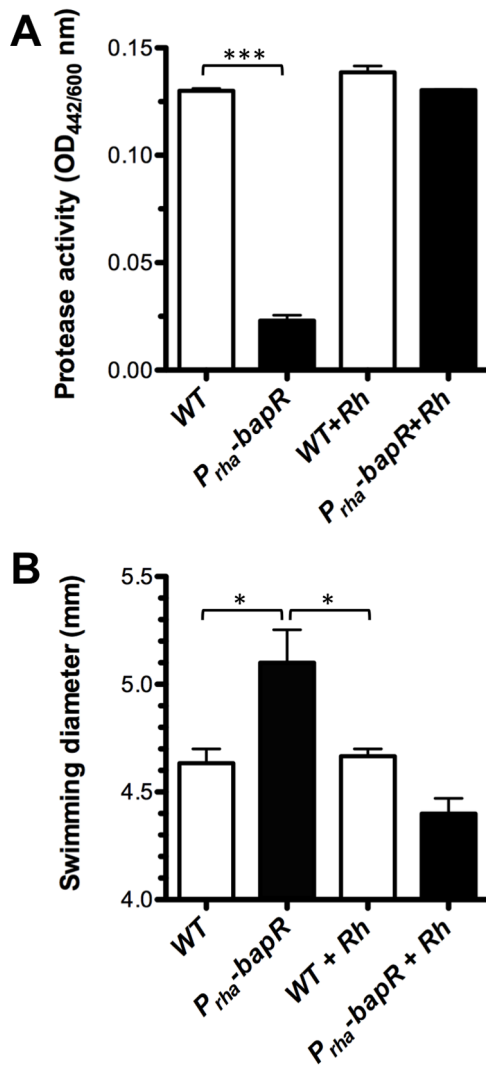 A
Protease activity (OD442/600 nm)
0.15
0.10
0.05
0.00
***
WT
Prha-bapR
WT+Rh
Prha-bapR+Rh
B
Swimming diameter (mm)
5.5
5.0
4.5
4.0
*
*
WT
Prha-bapR
WT + Rh
Prha-bapR + Rh